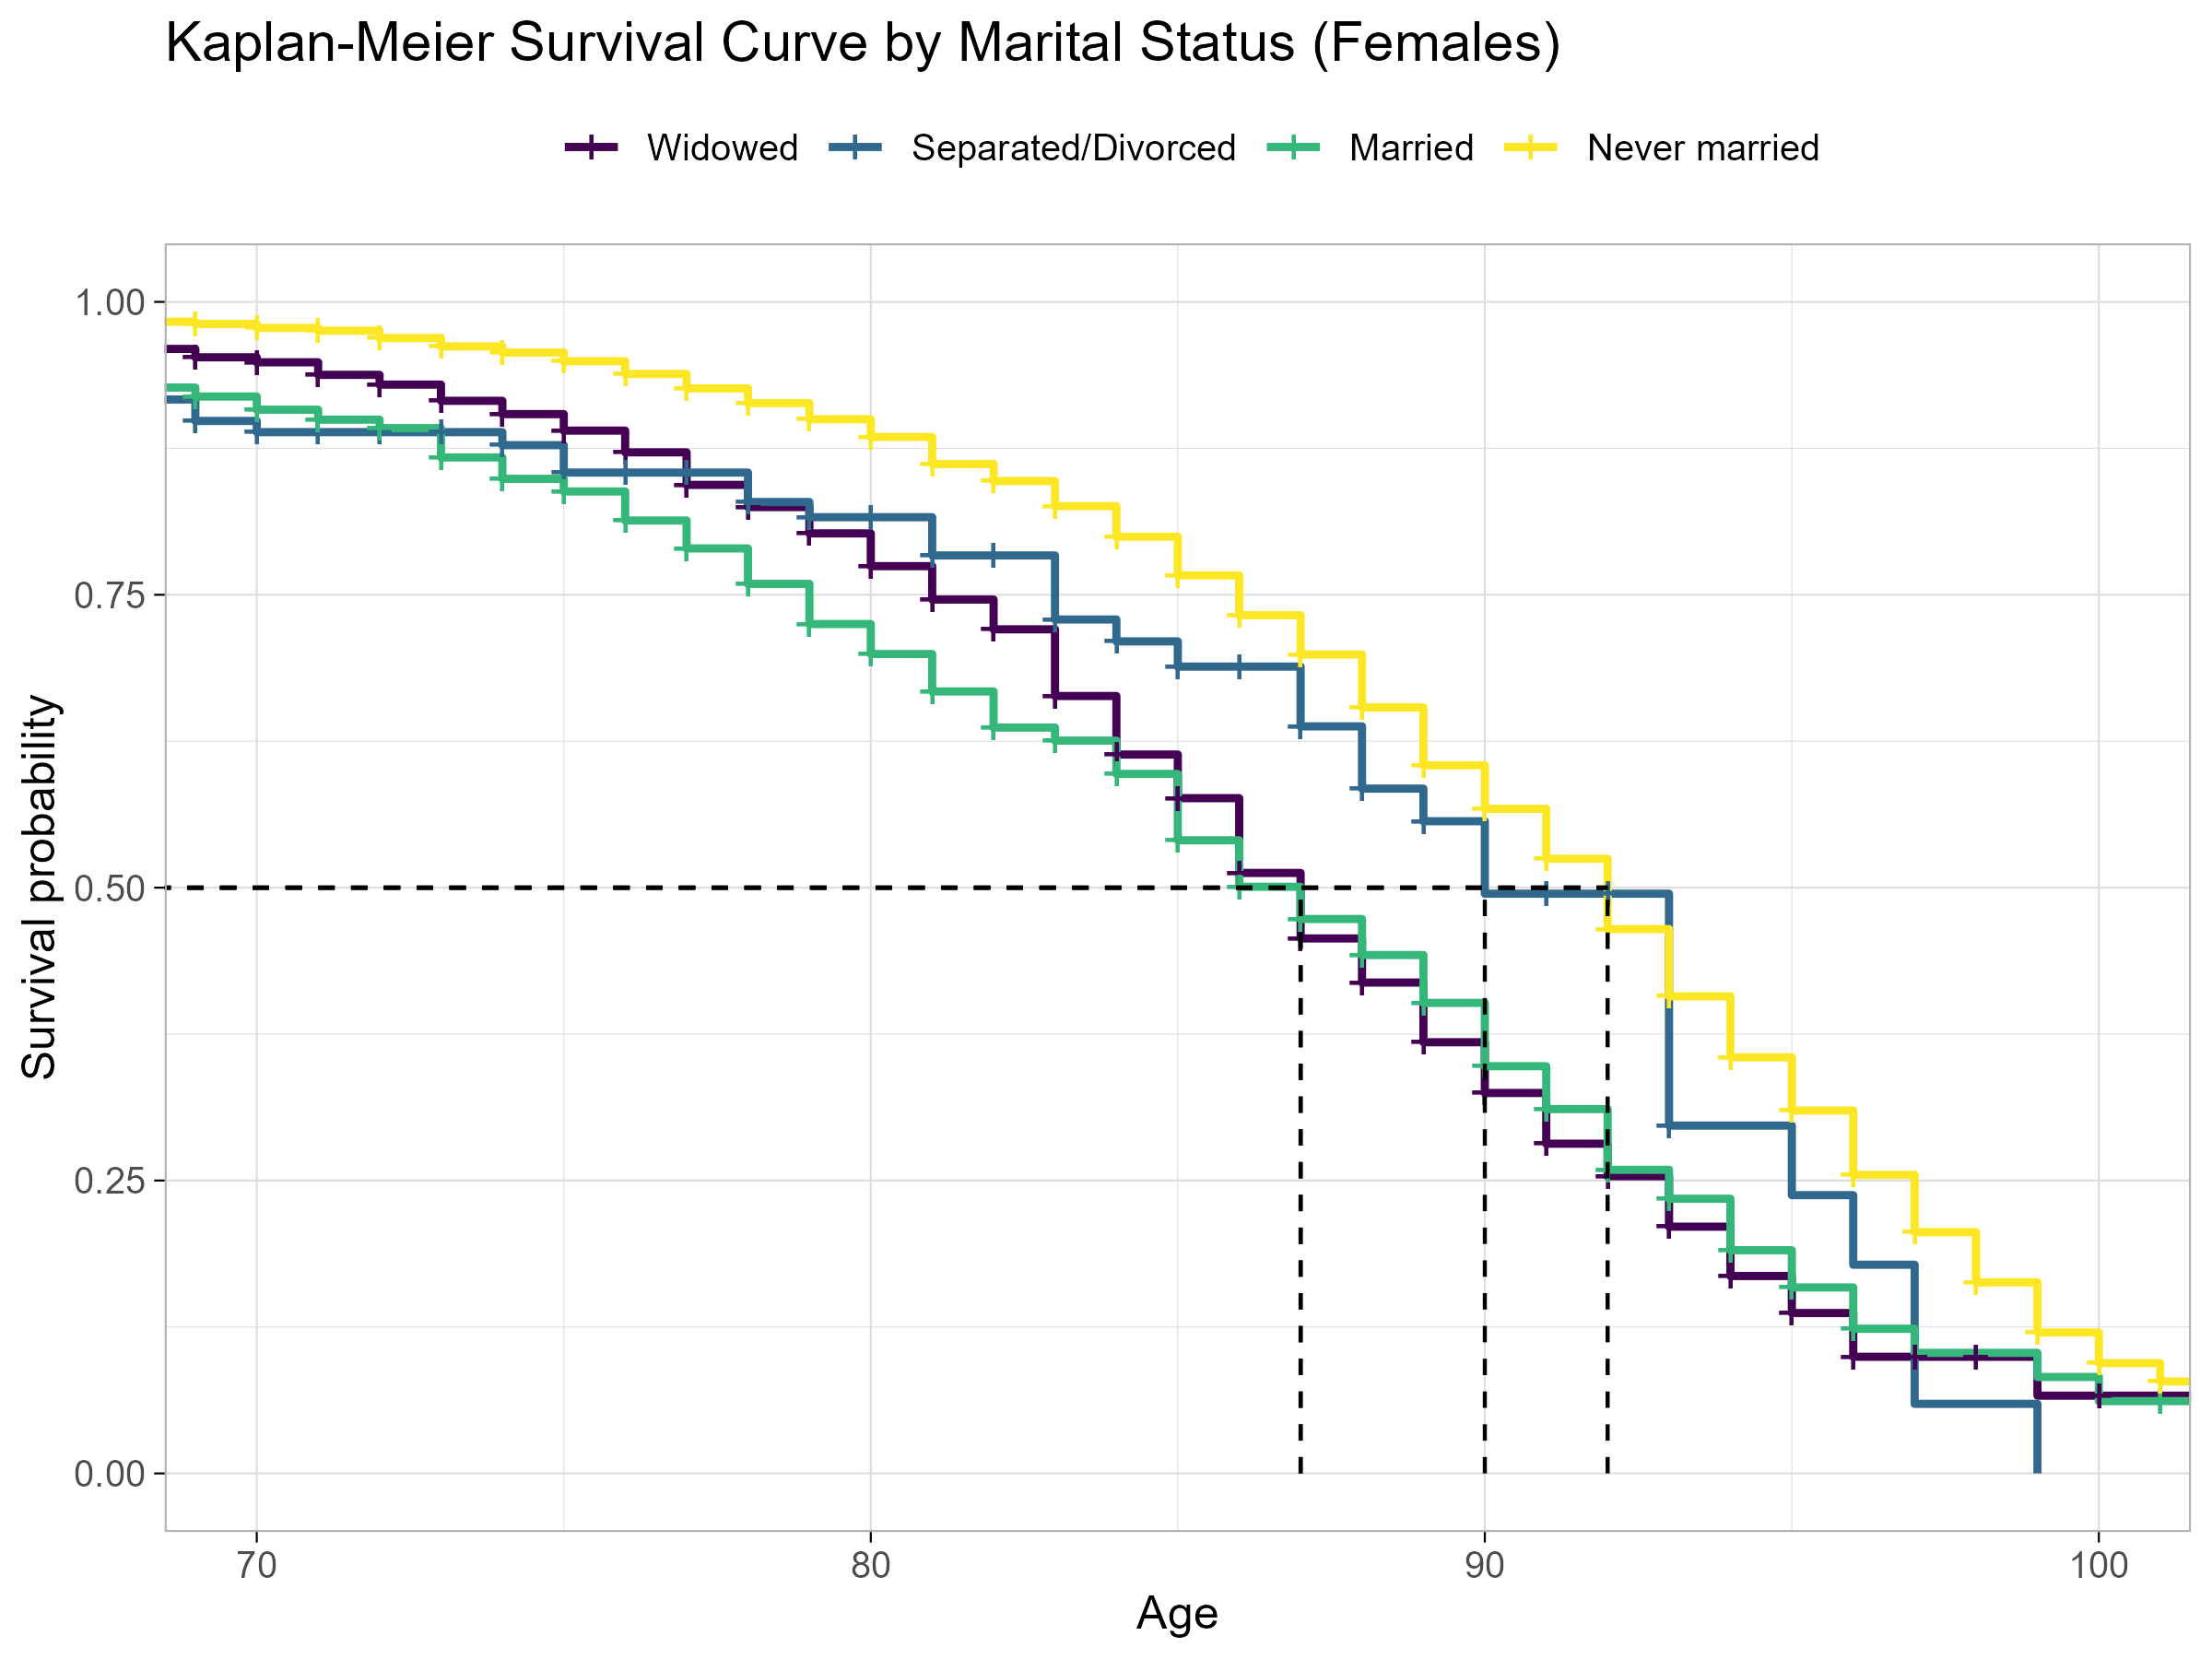 Kaplan-Meier Survival Curve by Marital Status (Females)
Widowed Separated/Divorced Married Never married
Survival probability
1.00
0.75
0.50
0.25
0.00
70 80 90 100
Age